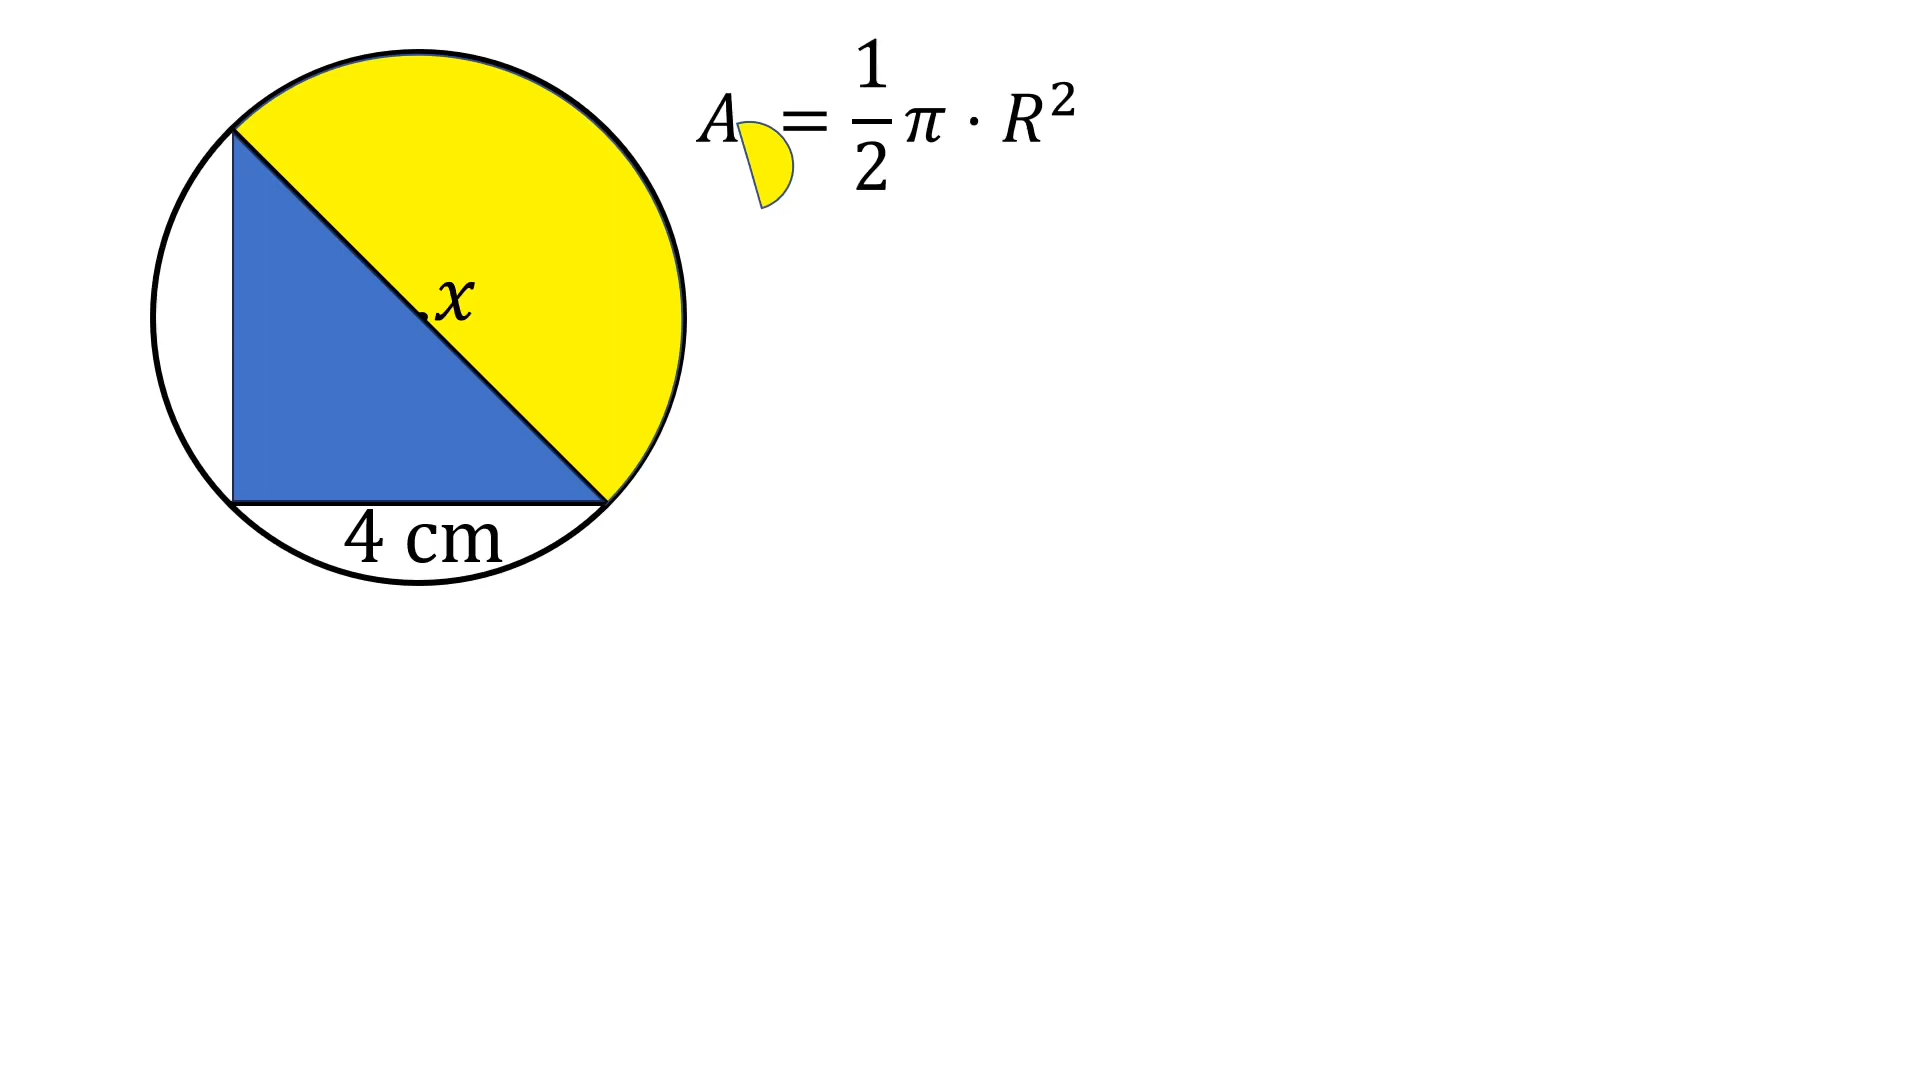 A = 1/2 π · R²
x
4 cm